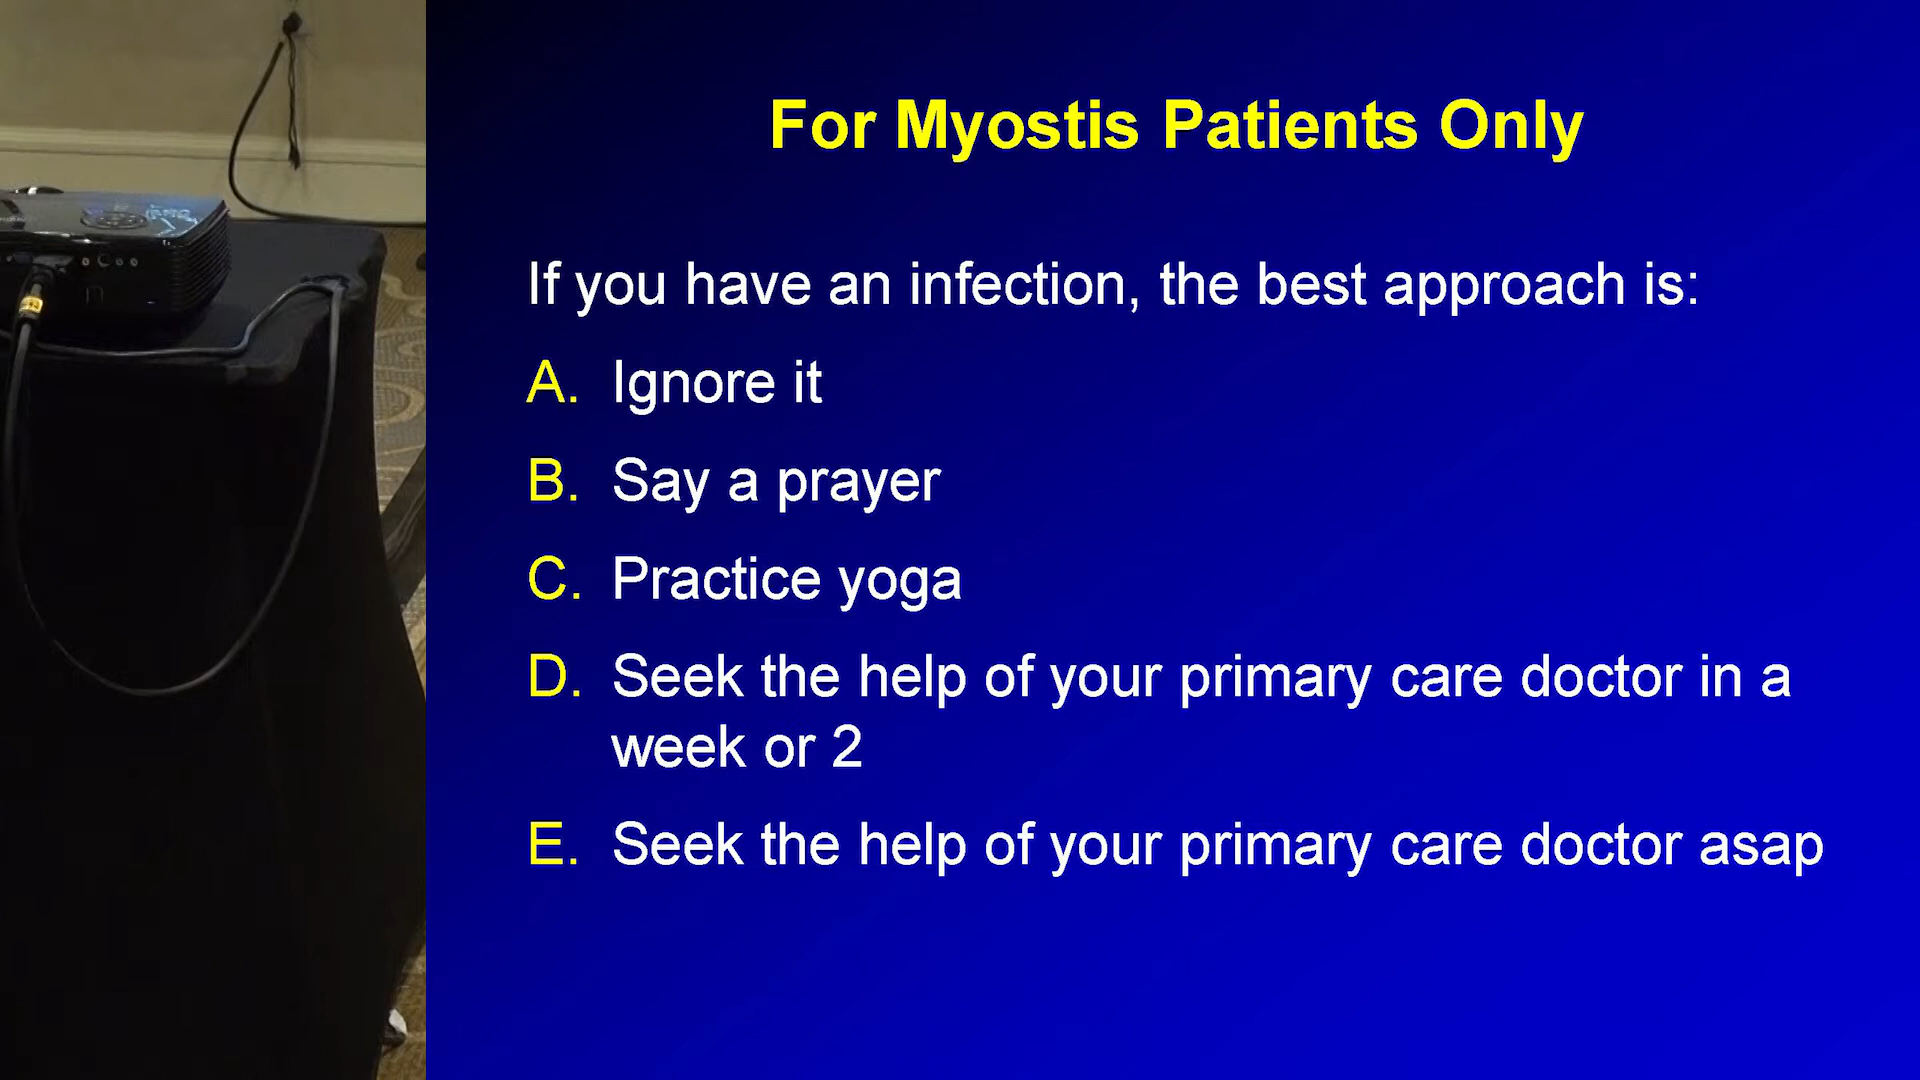 For Myostis Patients Only
If you have an infection, the best approach is:
A. Ignore it
B. Say a prayer
C. Practice yoga
D. Seek the help of your primary care doctor in a
week or 2
E. Seek the help of your primary care doctor asap